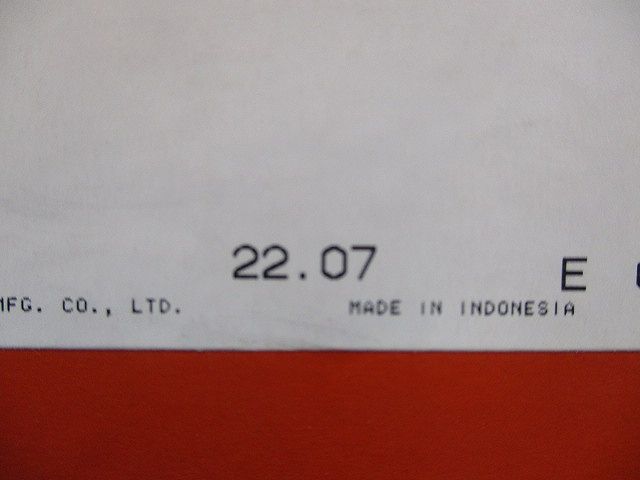 22.07 E
MFG. CO., LTD. MADE IN INDONESIA